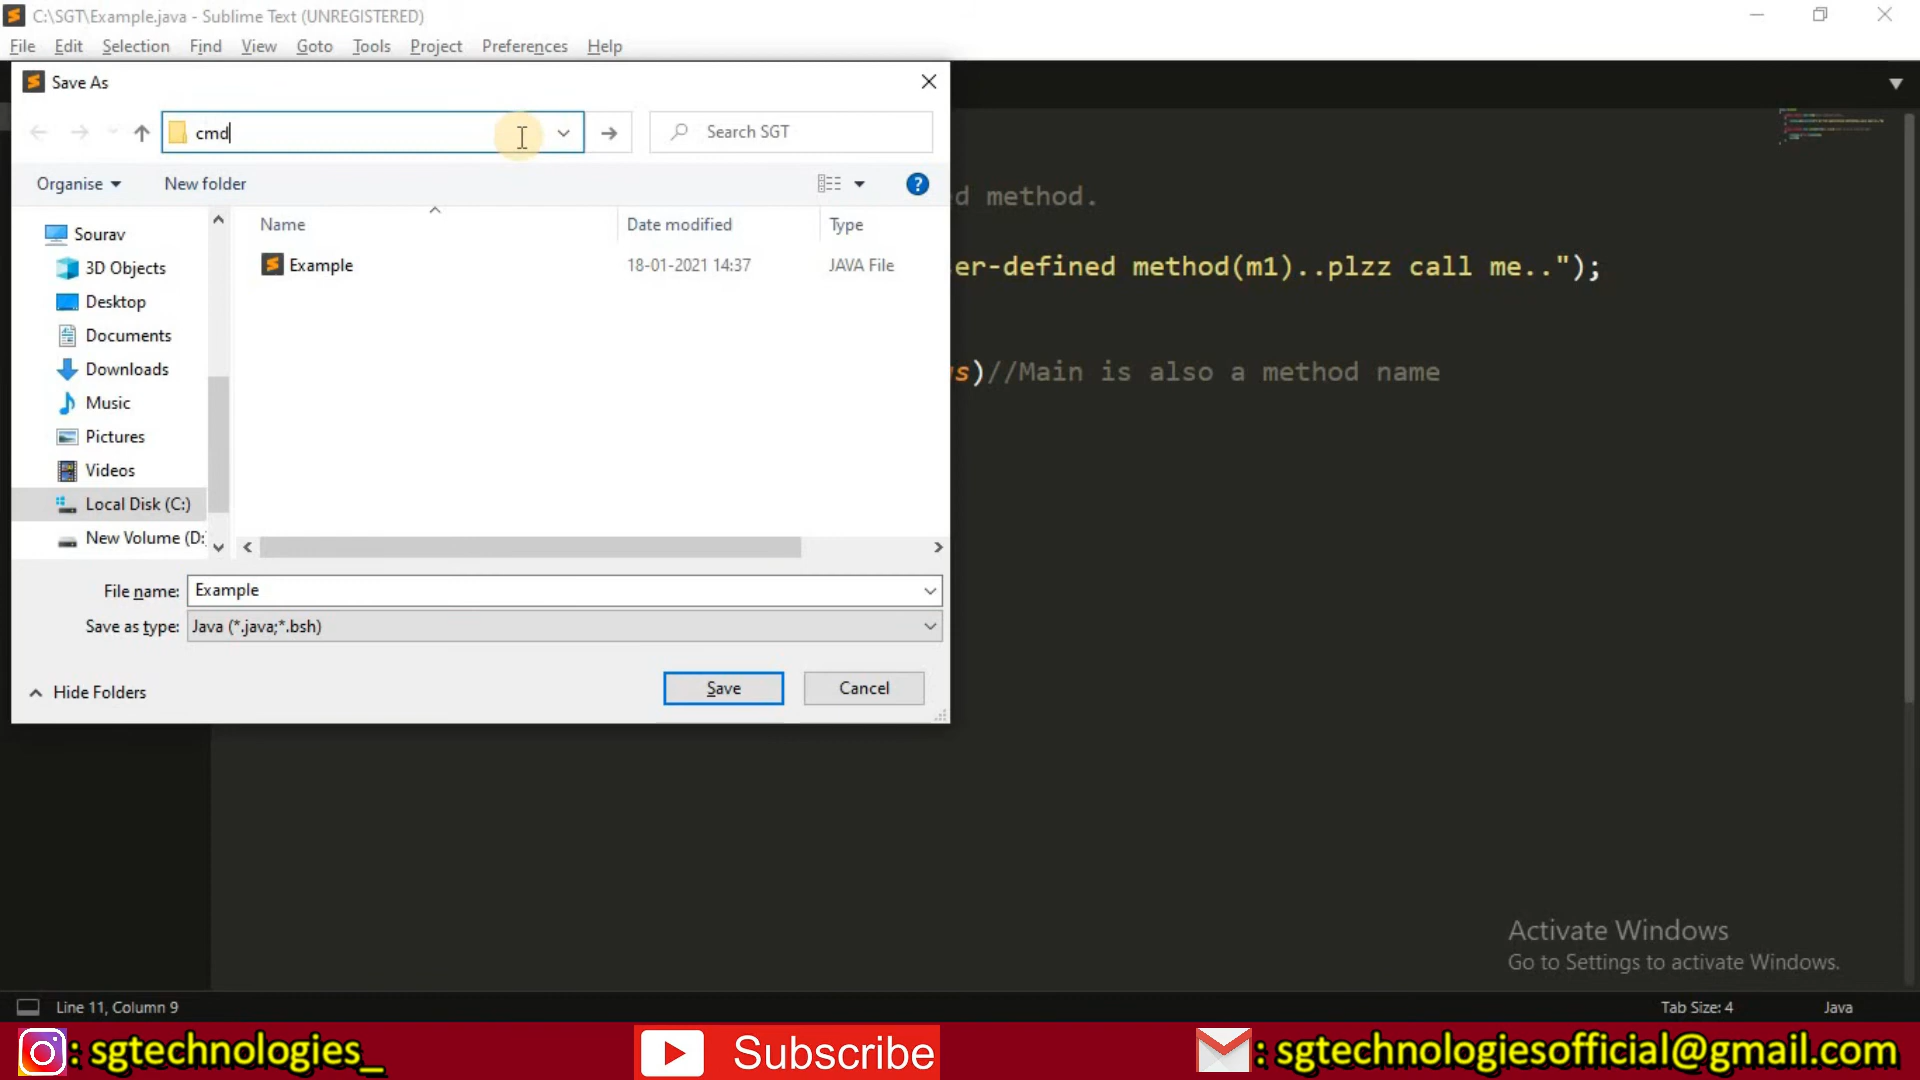 C:\SGT\Example.java - Sublime Text (UNREGISTERED)
File Edit Selection Find View Goto Tools Project Preferences Help
Save As
cmd
Search SGT
Organise New folder
Name Date modified Type
Example 18-01-2021 14:37 JAVA File
Sourav
3D Objects
Desktop
Documents
Downloads
Music
Pictures
Videos
Local Disk (C:)
New Volume (D:
File name: Example
Save as type: Java (*.java;*.bsh)
Hide Folders
Save Cancel
d method.
er-defined method(m1)..plzz call me..");
s)//Main is also a method name
Activate Windows
Go to Settings to activate Windows.
Line 11, Column 9 Tab Size: 4 Java
: sgtechnologies_ Subscribe : sgtechnologiesofficial@gmail.com